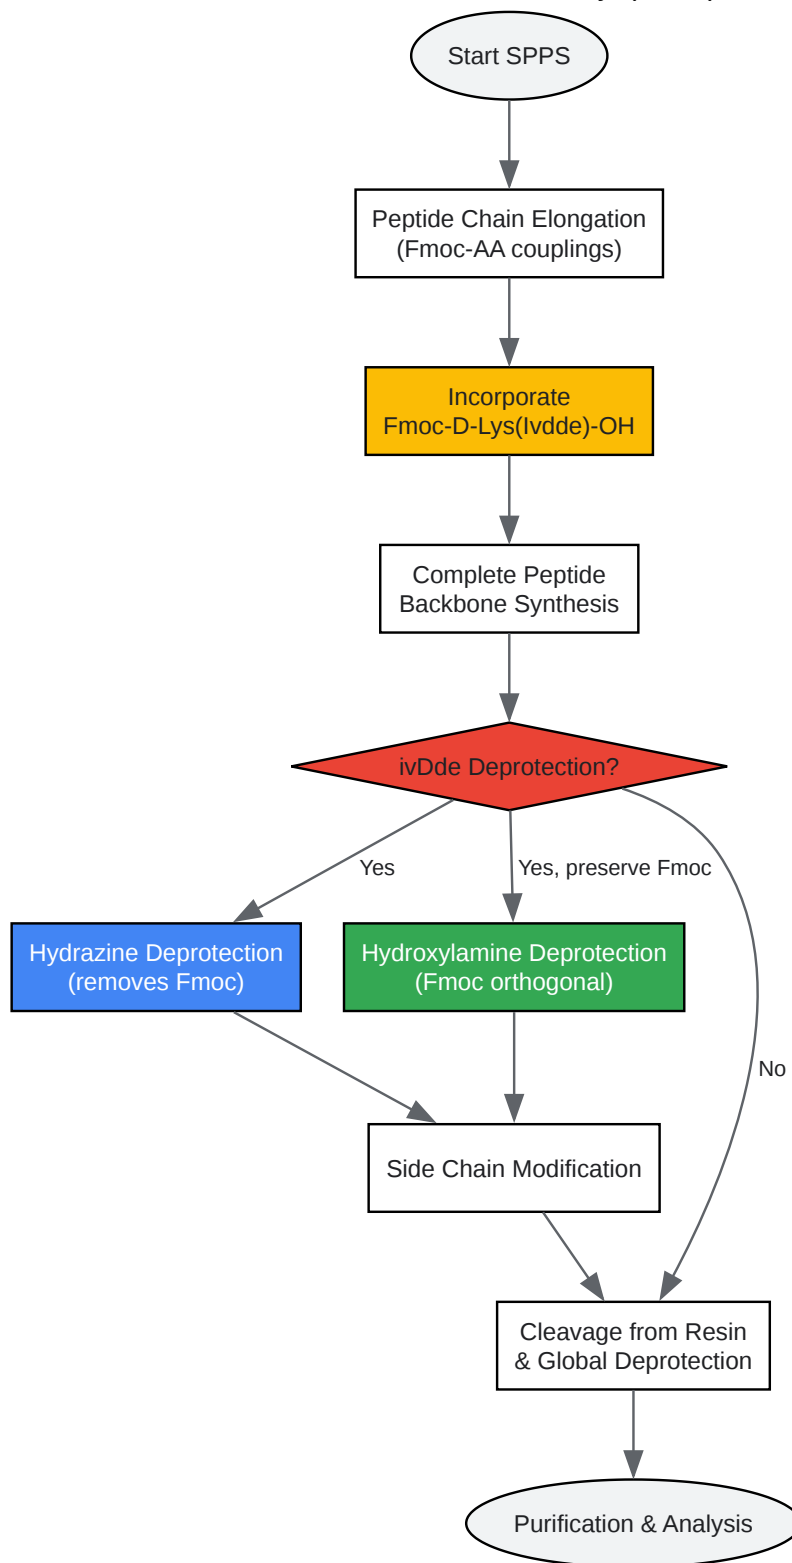 Start SPPS
Peptide Chain Elongation
(Fmoc-AA couplings)
Incorporate
Fmoc-D-Lys(Ivdde)-OH
Complete Peptide
Backbone Synthesis
ivDde Deprotection?
Yes
Yes, preserve Fmoc
Hydrazine Deprotection
(removes Fmoc)
Hydroxylamine Deprotection
(Fmoc orthogonal)
No
Side Chain Modification
Cleavage from Resin
& Global Deprotection
Purification & Analysis